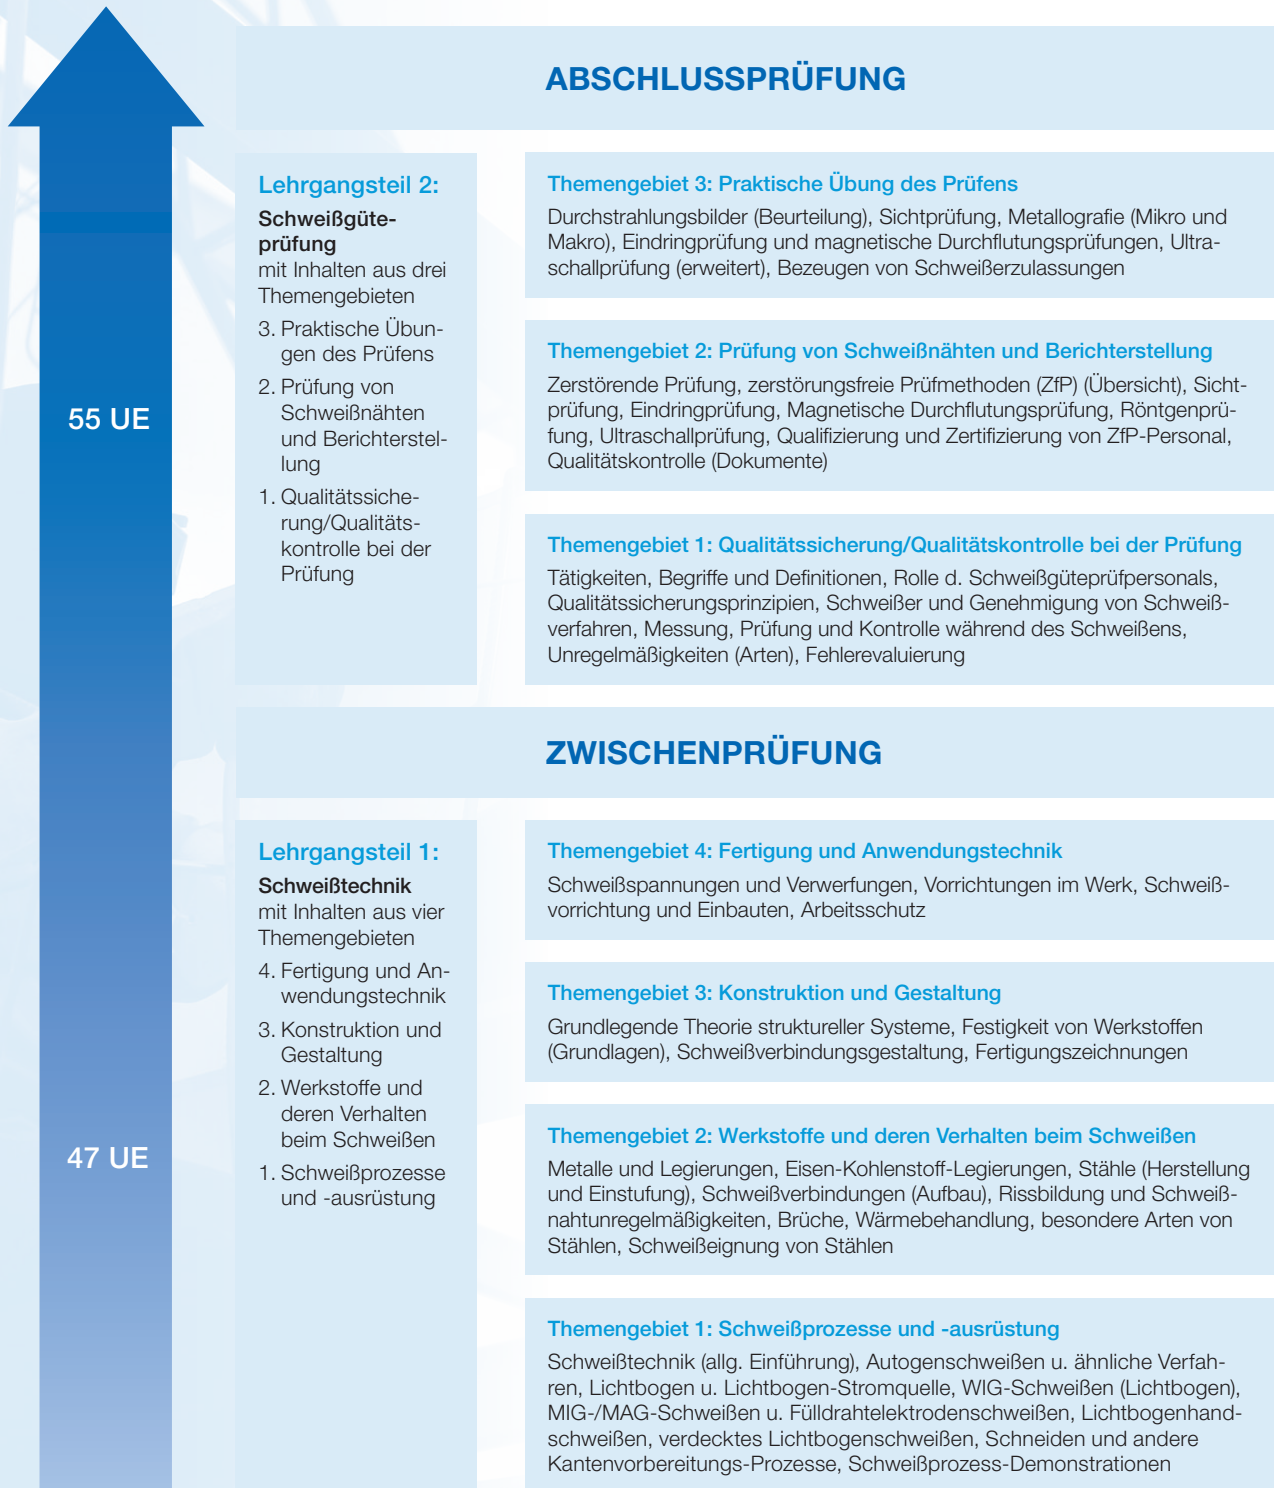 ABSCHLUSSPRÜFUNG
Lehrgangsteil 2:
Schweißgüte-
prüfung
mit Inhalten aus drei
Themengebieten
3. Praktische Übun-
gen des Prüfens
2. Prüfung von
Schweißnähten
und Berichterstel-
lung
1. Qualitätssiche-
rung/Qualitäts-
kontrolle bei der
Prüfung
55 UE
Themengebiet 3: Praktische Übung des Prüfens
Durchstrahlungsbilder (Beurteilung), Sichtprüfung, Metallografie (Mikro und
Makro), Eindringprüfung und magnetische Durchflutungsprüfungen, Ultra-
schallprüfung (erweitert), Bezeugen von Schweißerzulassungen
Themengebiet 2: Prüfung von Schweißnähten und Berichterstellung
Zerstörende Prüfung, zerstörungsfreie Prüfmethoden (ZfP) (Übersicht), Sicht-
prüfung, Eindringprüfung, Magnetische Durchflutungsprüfung, Röntgenprü-
fung, Ultraschallprüfung, Qualifizierung und Zertifizierung von ZfP-Personal,
Qualitätskontrolle (Dokumente)
Themengebiet 1: Qualitätssicherung/Qualitätskontrolle bei der Prüfung
Tätigkeiten, Begriffe und Definitionen, Rolle d. Schweißgüteprüfpersonals,
Qualitätssicherungsprinzipien, Schweißer und Genehmigung von Schweiß-
verfahren, Messung, Prüfung und Kontrolle während des Schweißens,
Unregelmäßigkeiten (Arten), Fehlerevaluierung
ZWISCHENPRÜFUNG
Lehrgangsteil 1:
Schweißtechnik
mit Inhalten aus vier
Themengebieten
4. Fertigung und An-
wendungstechnik
3. Konstruktion und
Gestaltung
2. Werkstoffe und
deren Verhalten
beim Schweißen
1. Schweißprozesse
und -ausrüstung
47 UE
Themengebiet 4: Fertigung und Anwendungstechnik
Schweißspannungen und Verwerfungen, Vorrichtungen im Werk, Schweiß-
vorrichtung und Einbauten, Arbeitsschutz
Themengebiet 3: Konstruktion und Gestaltung
Grundlegende Theorie struktureller Systeme, Festigkeit von Werkstoffen
(Grundlagen), Schweißverbindungsgestaltung, Fertigungszeichnungen
Themengebiet 2: Werkstoffe und deren Verhalten beim Schweißen
Metalle und Legierungen, Eisen-Kohlenstoff-Legierungen, Stähle (Herstellung
und Einstufung), Schweißverbindungen (Aufbau), Rissbildung und Schweiß-
nahtunregelmäßigkeiten, Brüche, Wärmebehandlung, besondere Arten von
Stählen, Schweißeignung von Stählen
Themengebiet 1: Schweißprozesse und -ausrüstung
Schweißtechnik (allg. Einführung), Autogenschweißen u. ähnliche Verfah-
ren, Lichtbogen u. Lichtbogen-Stromquelle, WIG-Schweißen (Lichtbogen),
MIG-/MAG-Schweißen u. Fülldrahtelektrodenschweißen, Lichtbogenhand-
schweißen, verdecktes Lichtbogenschweißen, Schneiden und andere
Kantenvorbereitungs-Prozesse, Schweißprozess-Demonstrationen